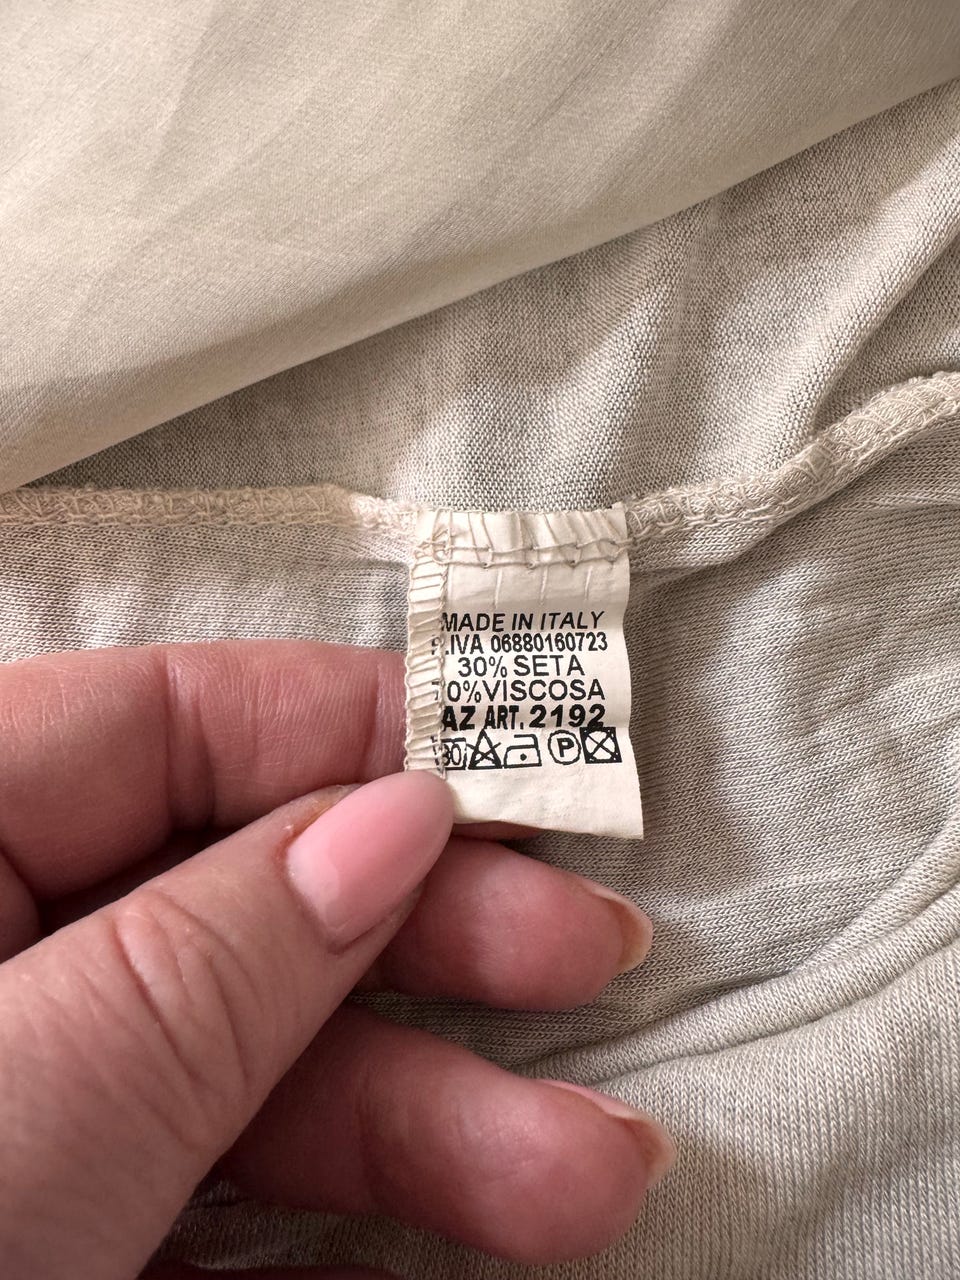 MADE IN ITALY
.IVA 06880160723
30% SETA
0%VISCOSA
AZ ART. 2192
30 P